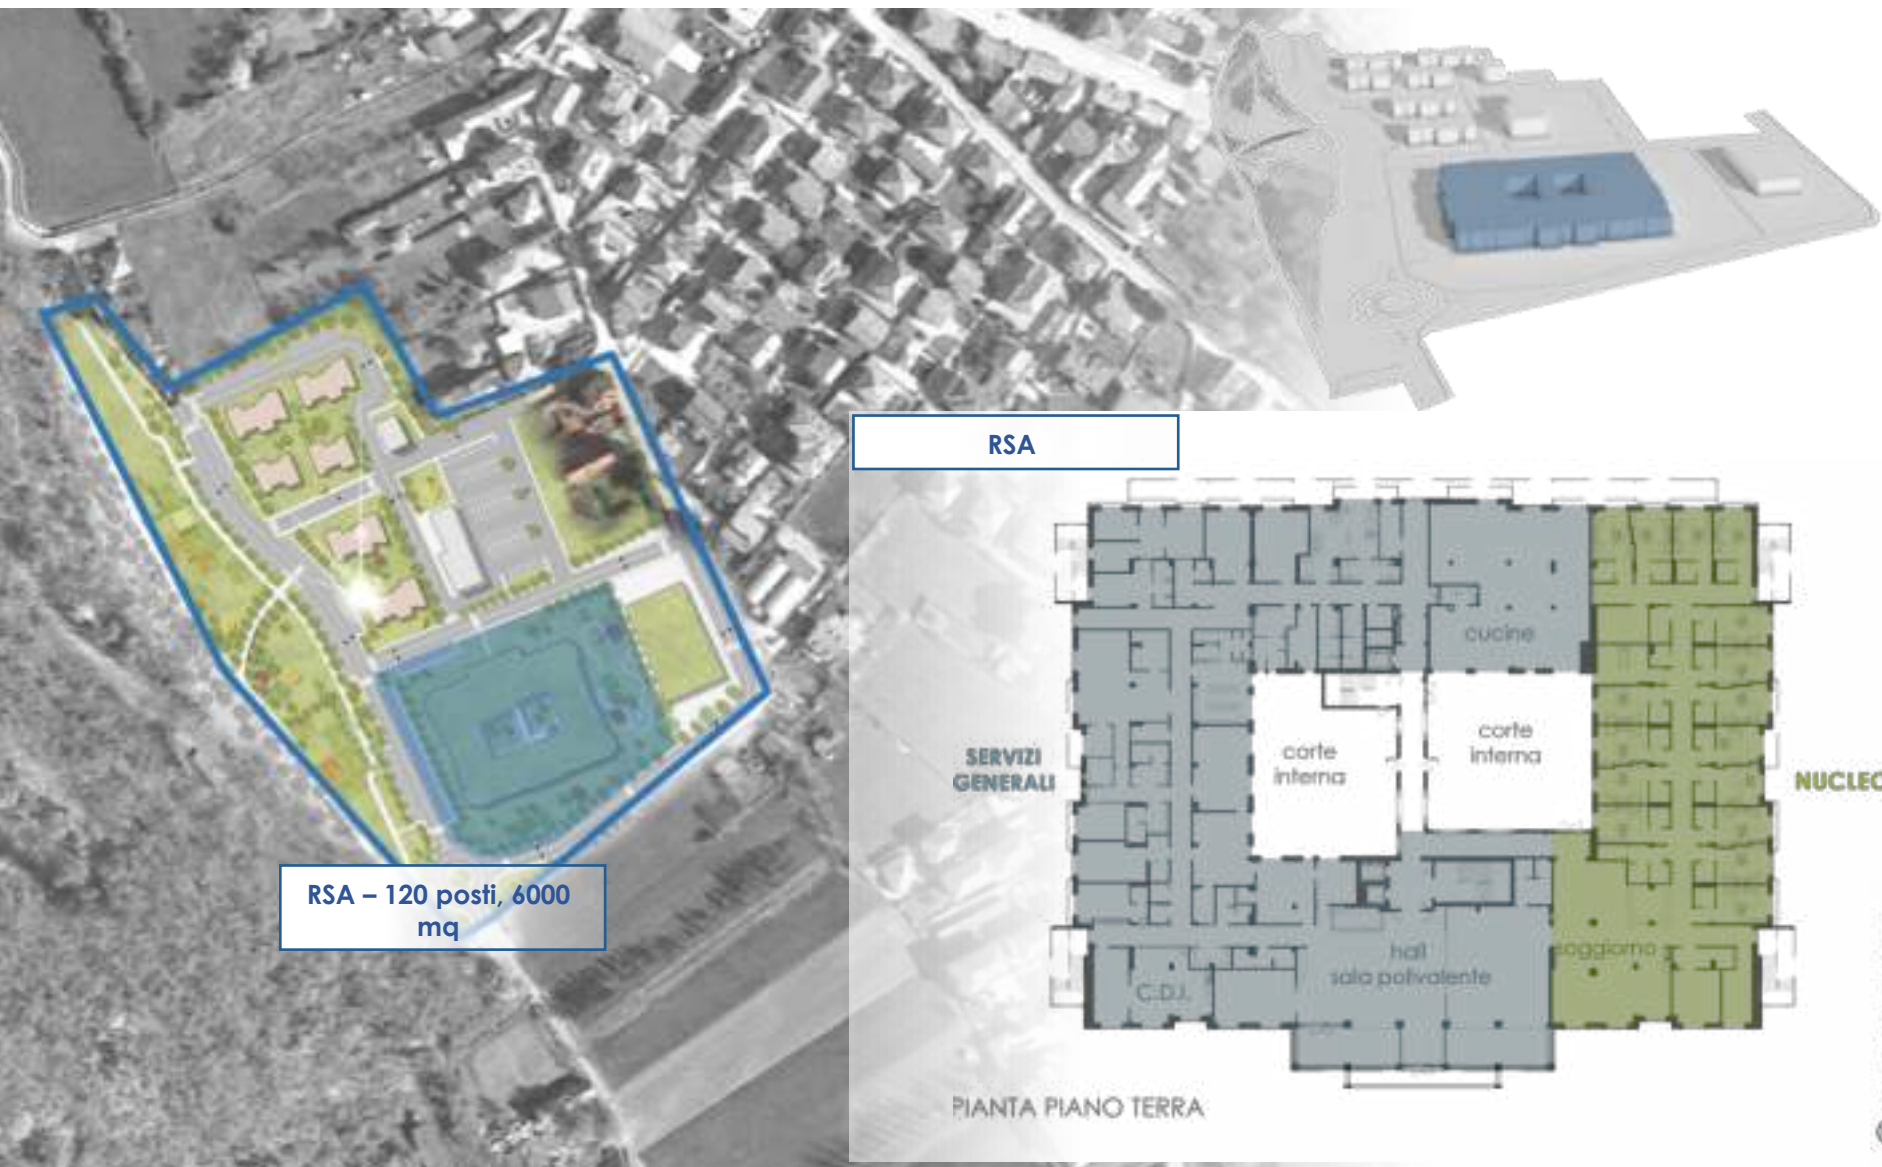 RSA
RSA – 120 posti, 6000
mq
cucine
corte
interna
corte
interna
SERVIZI
GENERALI
NUCLEO
hall
sala polivalente
soggiorno
C.D.I.
PIANTA PIANO TERRA